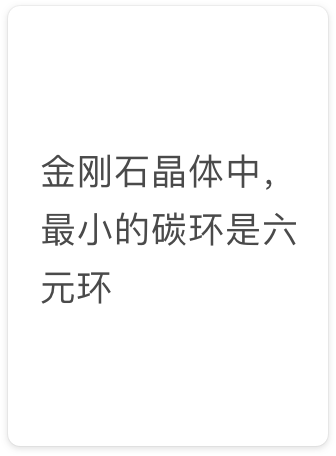 金刚石晶体中，
最小的碳环是六
元环